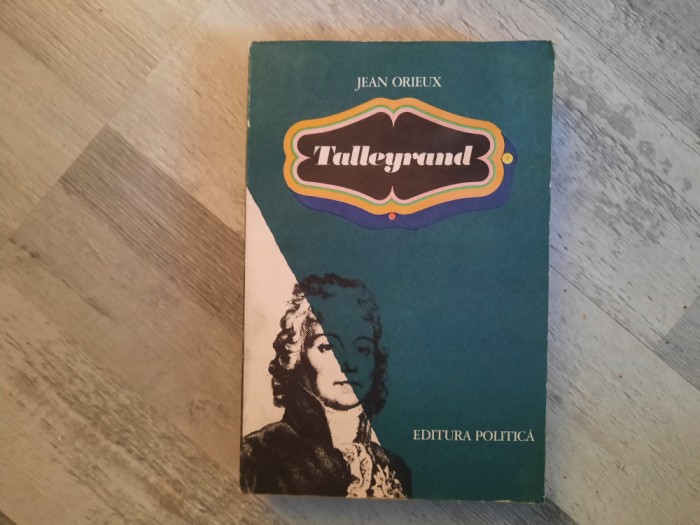 JEAN ORIEUX
Talleyrand
EDITURA POLITICĂ